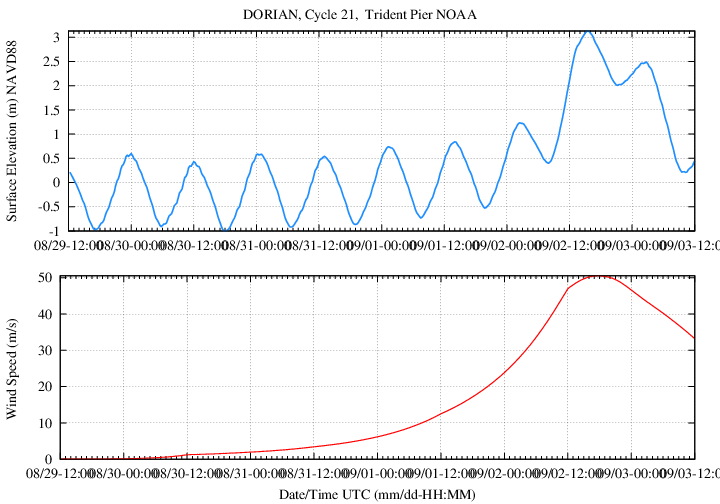 DORIAN, Cycle 21, Trident Pier NOAA
Surface Elevation (m) NAVD88
3
2.5
2
1.5
1
0.5
0
-0.5
-1
08/29-12:00 08/30-00:00 08/30-12:00 08/31-00:00 08/31-12:00 09/01-00:00 09/01-12:00 09/02-00:00 09/02-12:00 09/03-00:00 09/03-12:0
Wind Speed (m/s)
50
40
30
20
10
0
08/29-12:00 08/30-00:00 08/30-12:00 08/31-00:00 08/31-12:00 09/01-00:00 09/01-12:00 09/02-00:00 09/02-12:00 09/03-00:00 09/03-12:0
Date/Time UTC (mm/dd-HH:MM)